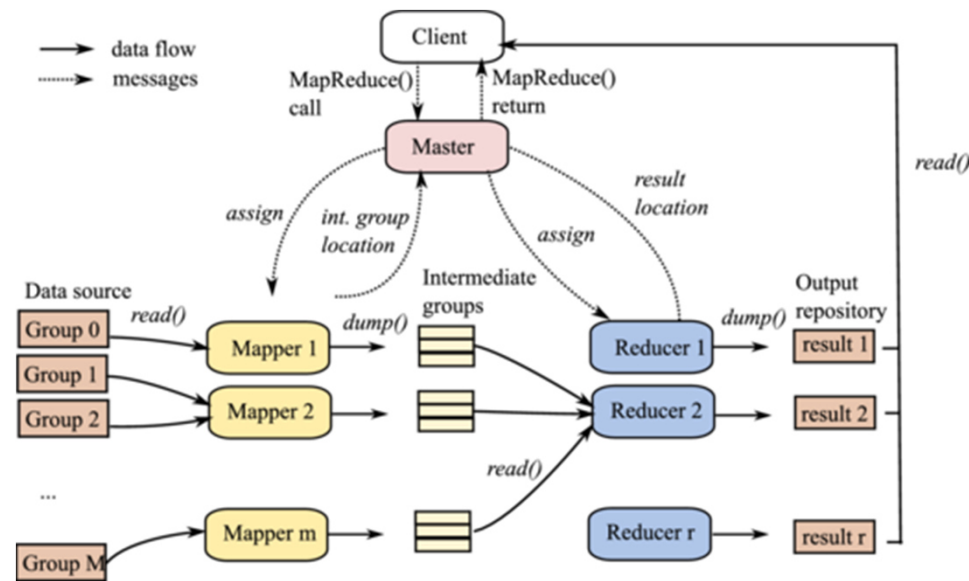 Client
data flow
messages
MapReduce()
call
MapReduce()
return
Master
read()
assign
int. group
location
assign
result
location
Data source
Intermediate
groups
Output
repository
Group 0
read()
Mapper 1
dump()
Reducer 1
dump()
result 1
Group 1
Group 2
Mapper 2
Reducer 2
result 2
read()
...
Group M
Mapper m
Reducer r
result r